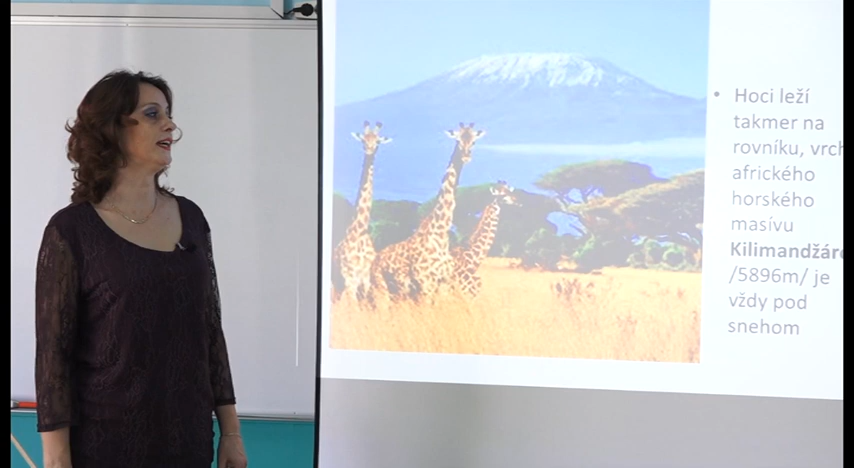 • Hoci leží
takmer na
rovníku, vrch
afrického
horského
masívu
Kilimandžáro
/5896m/ je
vždy pod
snehom